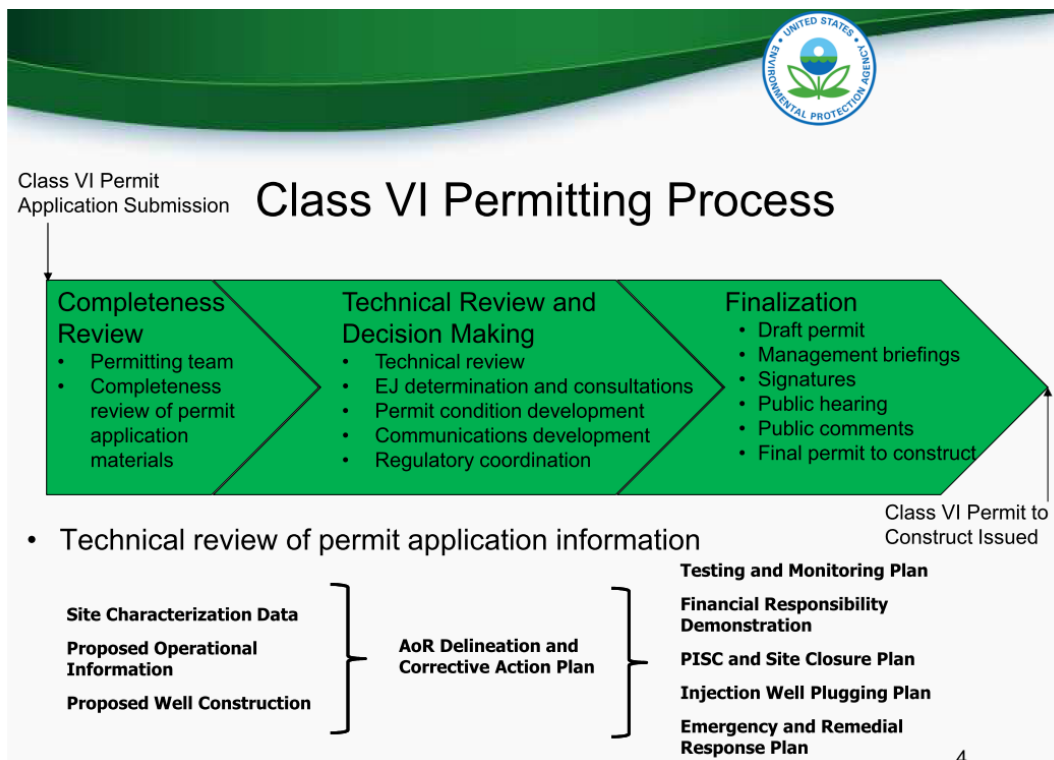 UNITED STATES
ENVIRONMENTAL PROTECTION AGENCY
Class VI Permit
Application Submission
Class VI Permitting Process
Completeness
Review
• Permitting team
• Completeness
review of permit
application
materials
Technical Review and
Decision Making
• Technical review
• EJ determination and consultations
• Permit condition development
• Communications development
• Regulatory coordination
Finalization
• Draft permit
• Management briefings
• Signatures
• Public hearing
• Public comments
• Final permit to construct
Class VI Permit to
Construct Issued
• Technical review of permit application information
Site Characterization Data
Proposed Operational
Information
Proposed Well Construction
AoR Delineation and
Corrective Action Plan
Testing and Monitoring Plan
Financial Responsibility
Demonstration
PISC and Site Closure Plan
Injection Well Plugging Plan
Emergency and Remedial
Response Plan
4